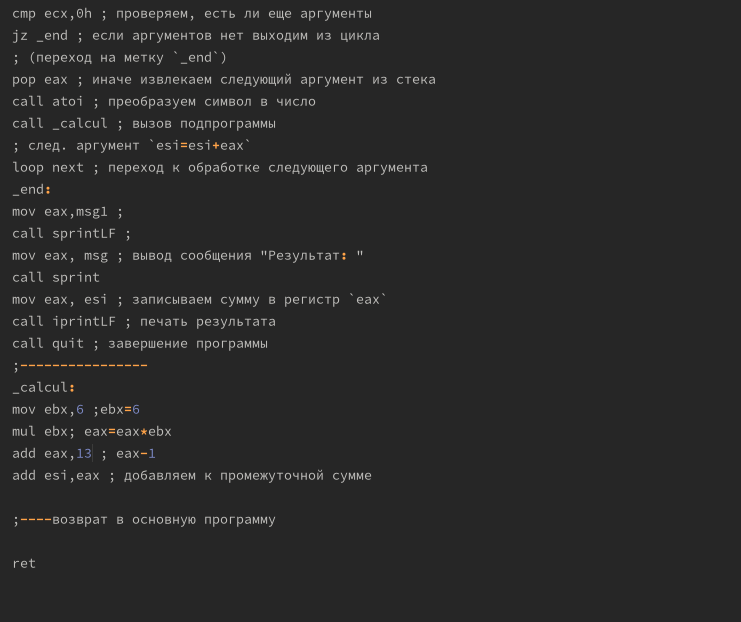 cmp ecx,0h ; проверяем, есть ли еще аргументы
jz _end ; если аргументов нет выходим из цикла
; (переход на метку `_end`)
pop eax ; иначе извлекаем следующий аргумент из стека
call atoi ; преобразуем символ в число
call _calcul ; вызов подпрограммы
; след. аргумент `esi=esi+eax`
loop next ; переход к обработке следующего аргумента
_end:
mov eax,msg1 ;
call sprintLF ;
mov eax, msg ; вывод сообщения "Результат: "
call sprint
mov eax, esi ; записываем сумму в регистр `eax`
call iprintLF ; печать результата
call quit ; завершение программы
;----------------
_calcul:
mov ebx,6 ;ebx=6
mul ebx; eax=eax*ebx
add eax,13 ; eax-1
add esi,eax ; добавляем к промежуточной сумме
;----возврат в основную программу
ret